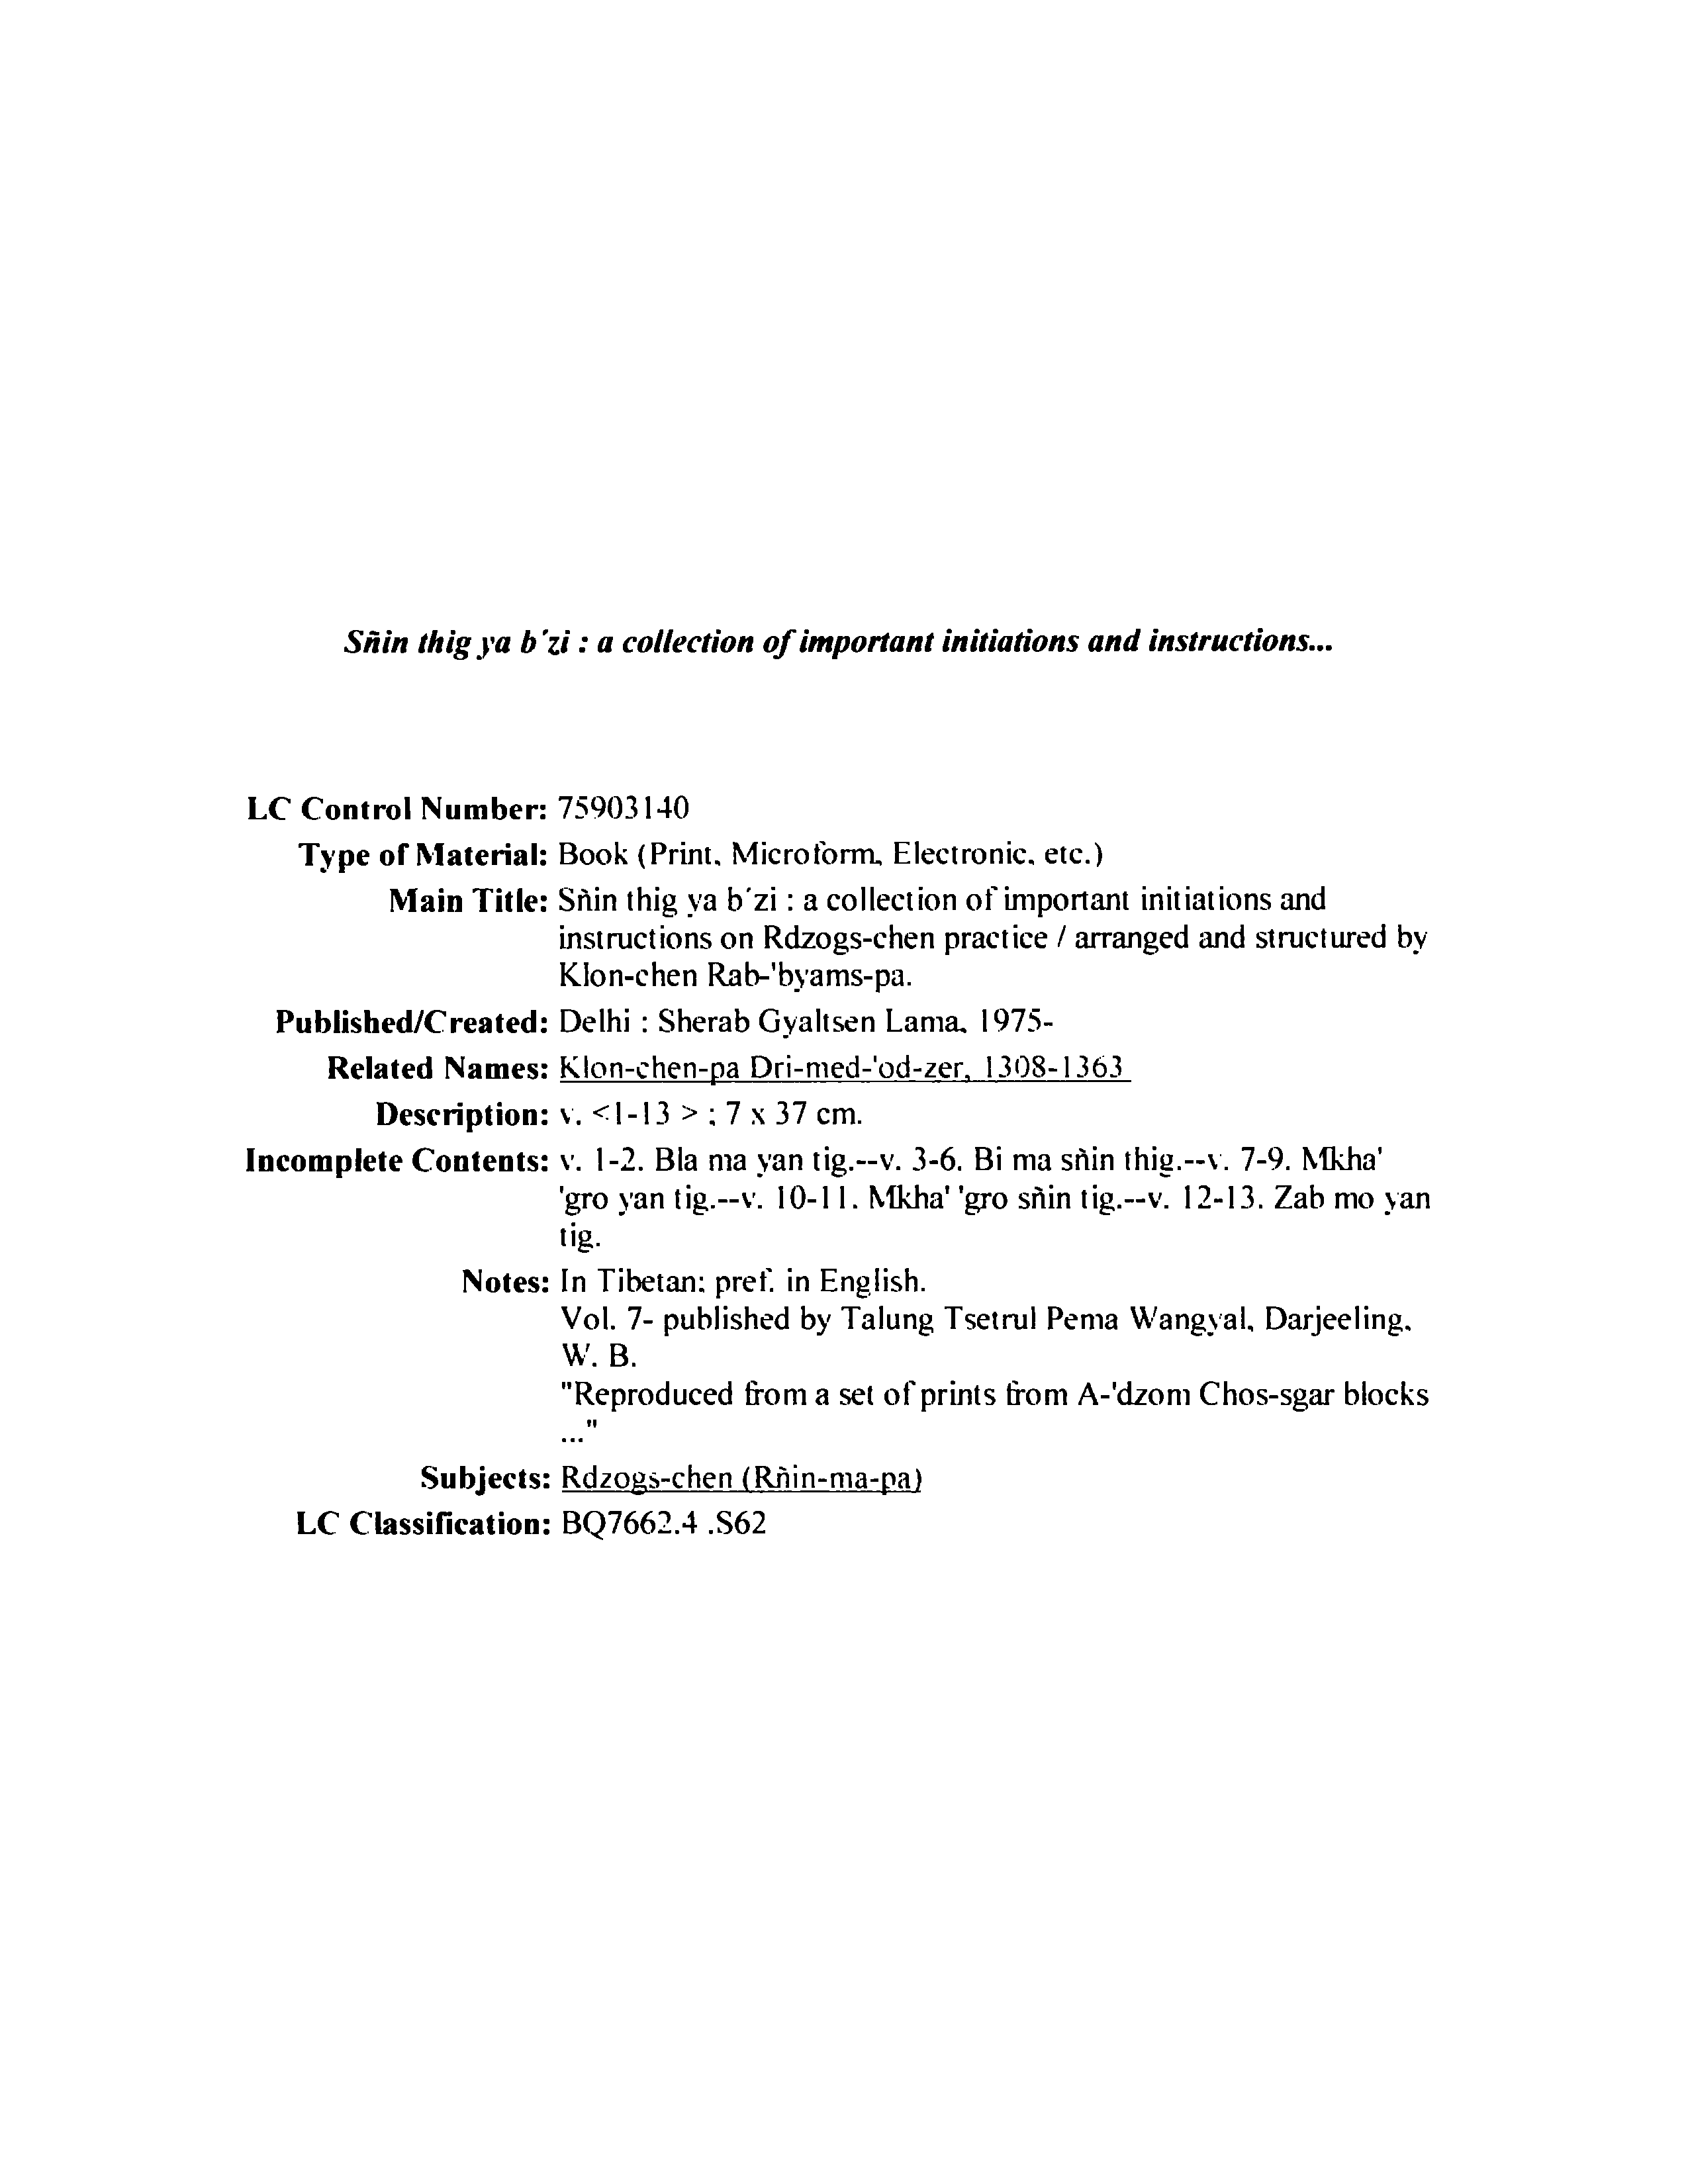 Sñin thig ya b´zi : a collection of important initiations and instructions...
LC Control Number: 75903140
Type of Material: Book (Print, Microform, Electronic, etc.)
Main Title: Sñin thig ya b´zi : a collection of important initiations and
instructions on Rdzogs-chen practice / arranged and structured by
Klon-chen Rab-'byams-pa.
Published/Created: Delhi : Sherab Gyaltsen Lama, 1975-
Related Names: Klon-chen-pa Dri-med-'od-zer, 1308-1363
Description: v. <1-13 > ; 7 x 37 cm.
Incomplete Contents: v. 1-2. Bla ma yan tig.--v. 3-6. Bi ma sñin thig.--v. 7-9. Mkha'
'gro yan tig.--v. 10-11. Mkha' 'gro sñin tig.--v. 12-13. Zab mo yan
tig.
Notes: In Tibetan; pref. in English.
Vol. 7- published by Talung Tsetrul Pema Wangyal, Darjeeling,
W. B.
"Reproduced from a set of prints from A-'dzom Chos-sgar blocks
..."
Subjects: Rdzogs-chen (Rñin-ma-pa)
LC Classification: BQ7662.4 .S62